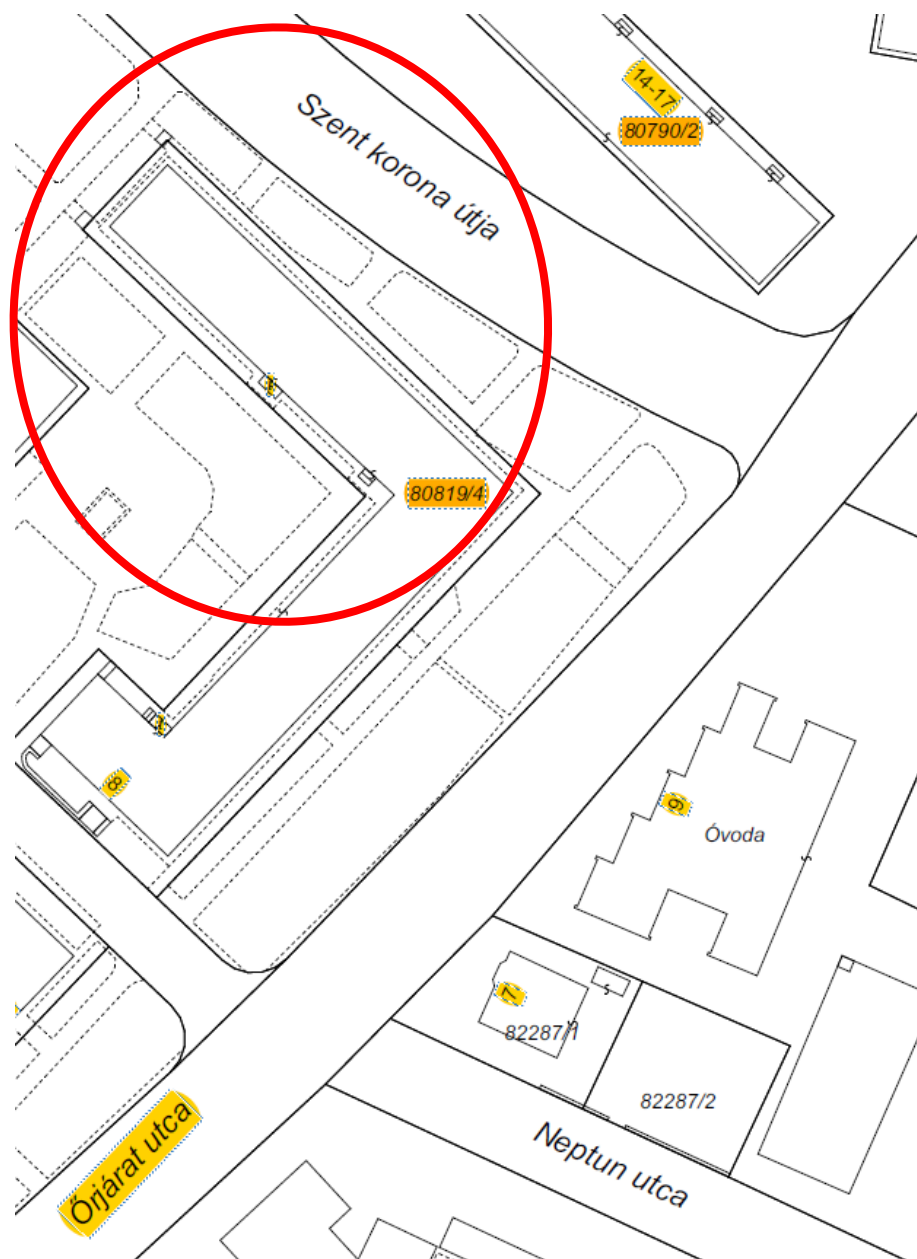 14-17
80790/2
Szent korona útja
80819/4
8
9
Óvoda
7
82287/1
82287/2
Őrjárat utca
Neptun utca